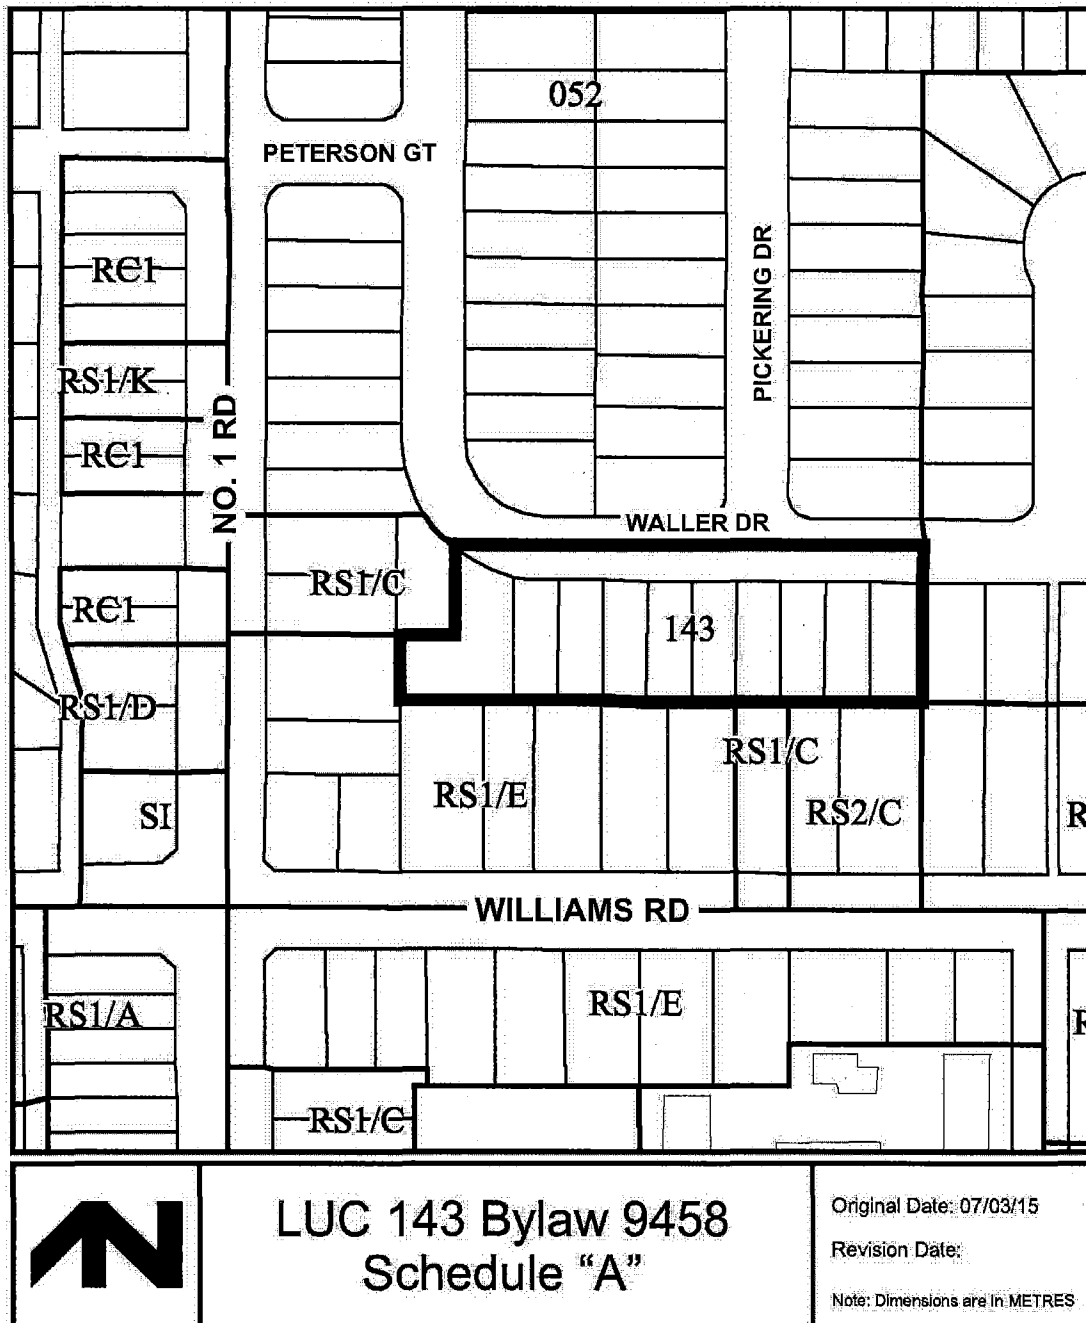 052
PETERSON GT
PICKERING DR
RC1
RS1/K
NO. 1 RD
RC1
WALLER DR
RS1/C
RC1
143
RS1/D
RS1/C
RS1/E
SI
RS2/C
R
WILLIAMS RD
RS1/A
RS1/E
R
RS1/C
LUC 143 Bylaw 9458
Schedule “A”
Original Date: 07/03/15
Revision Date:
Note: Dimensions are in METRES